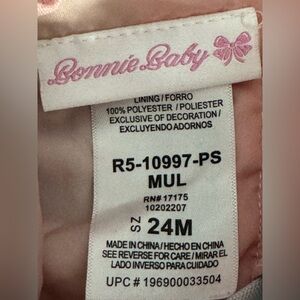 Bonnie Baby
LINING/FORRO
100% POLYESTER / POLIESTER
EXCLUSIVE OF DECORATION /
EXCLUYENDO ADORNOS
R5-10997-PS
MUL
RN# 17175
10202207
SZ 24M
MADE IN CHINA/HECHO EN CHINA
SEE REVERSE FOR CARE / MIRAR EL
LADO INVERSO PARA CUIDADO
UPC # 196900033504